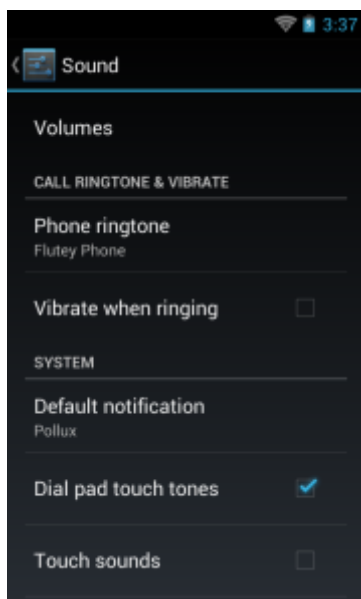 3:37
Sound
Volumes
CALL RINGTONE & VIBRATE
Phone ringtone
Flutey Phone
Vibrate when ringing
SYSTEM
Default notification
Pollux
Dial pad touch tones
Touch sounds